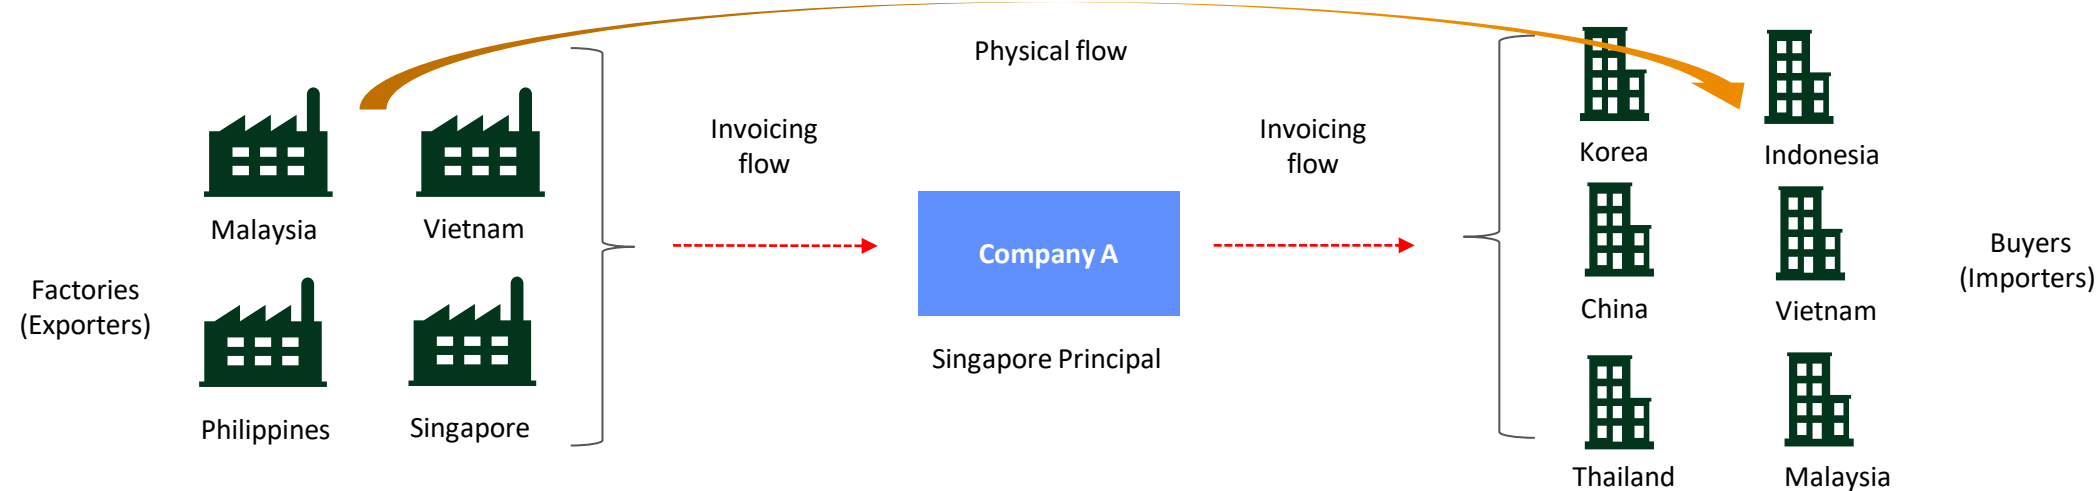 Physical flow
Invoicing
flow
Invoicing
flow
Korea
Indonesia
Malaysia
Vietnam
Company A
Buyers
(Importers)
Factories
(Exporters)
China
Vietnam
Singapore Principal
Philippines
Singapore
Thailand
Malaysia